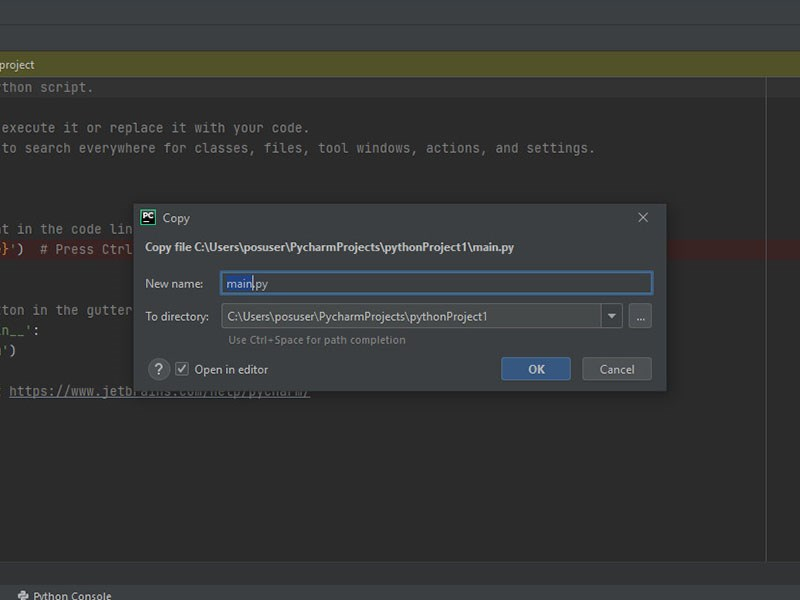 project
thon script.
execute it or replace it with your code.
to search everywhere for classes, files, tool windows, actions, and settings.
PC Copy
Copy file C:\Users\posuser\PycharmProjects\pythonProject1\main.py
t in the code lin
}') # Press Ctrl
New name: main.py
tton in the gutter
To directory: C:\Users\posuser\PycharmProjects\pythonProject1 ...
n__':
Use Ctrl+Space for path completion
')
? Open in editor OK Cancel
https://www.jetbrains.com/help/pycharm/
Python Console